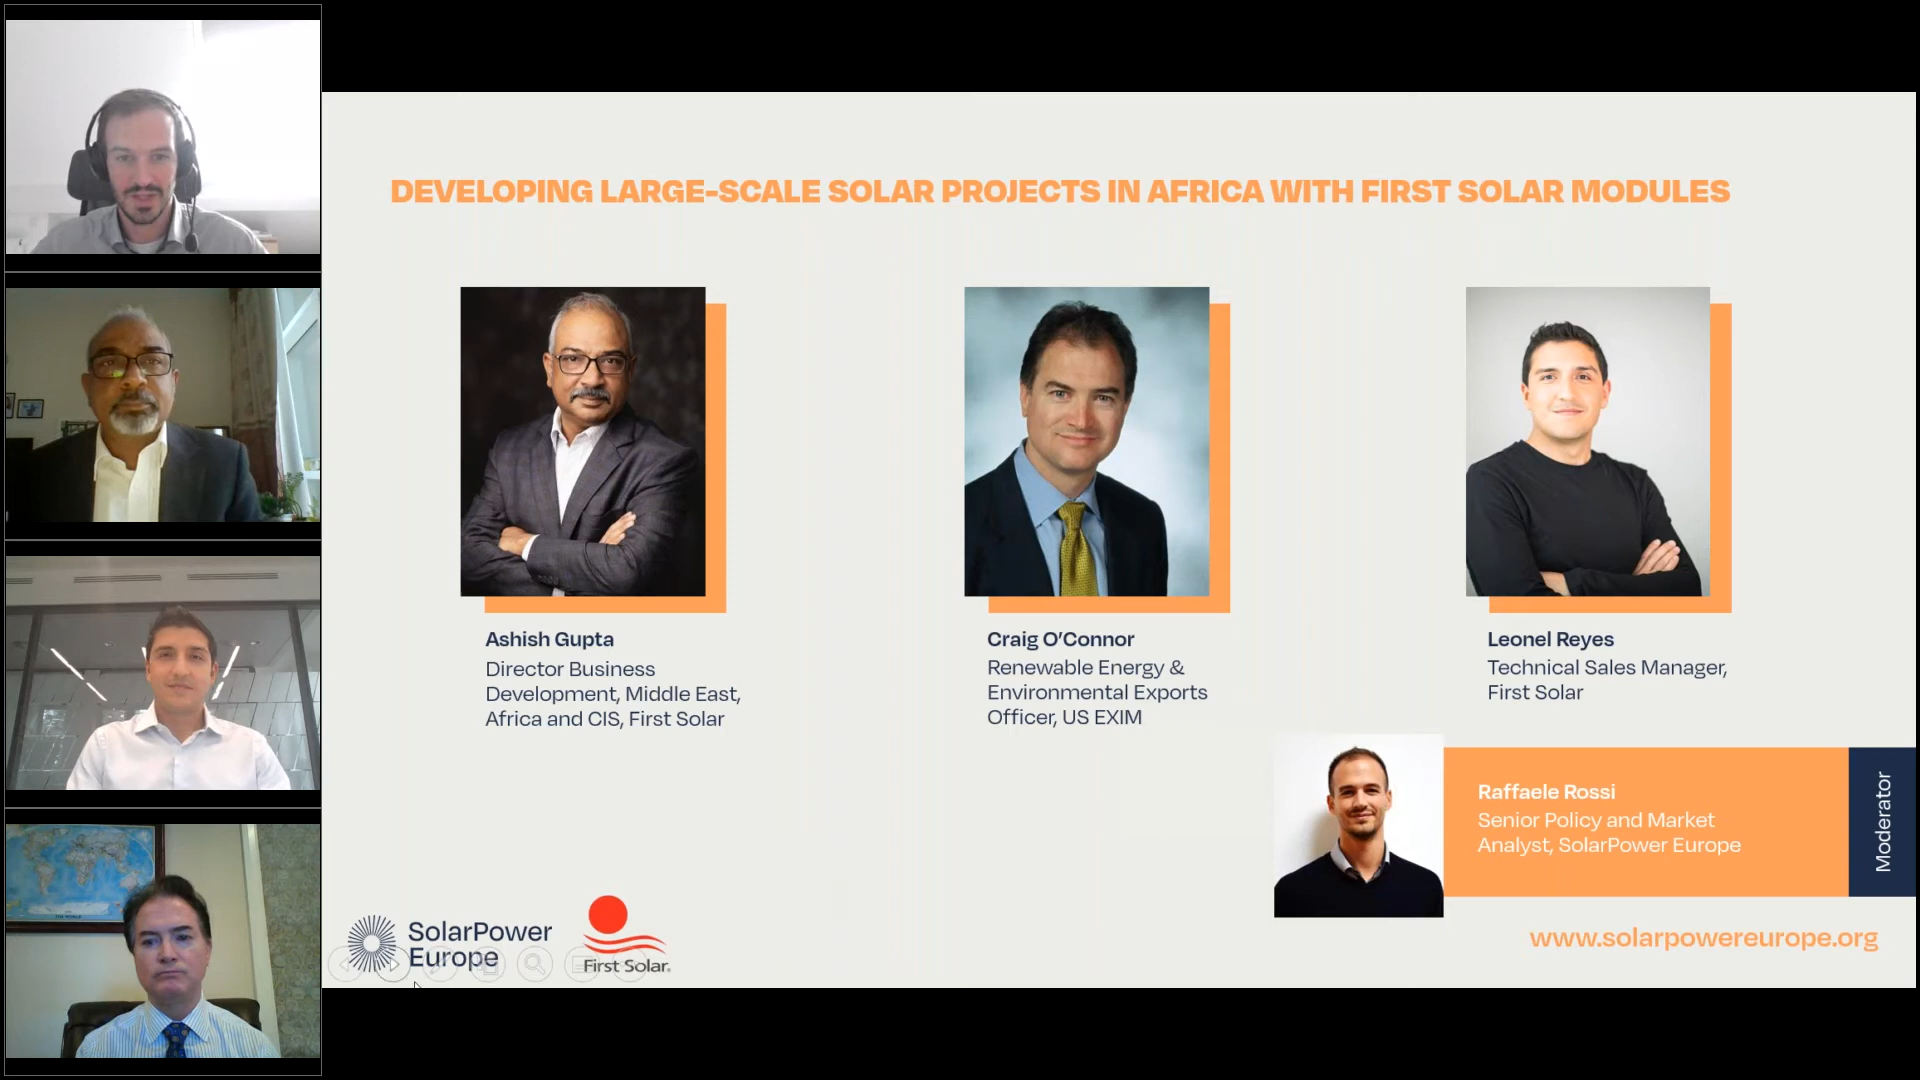 DEVELOPING LARGE-SCALE SOLAR PROJECTS IN AFRICA WITH FIRST SOLAR MODULES
Ashish Gupta
Director Business
Development, Middle East,
Africa and CIS, First Solar
Craig O’Connor
Renewable Energy &
Environmental Exports
Officer, US EXIM
Leonel Reyes
Technical Sales Manager,
First Solar
Raffaele Rossi
Senior Policy and Market
Analyst, SolarPower Europe
Moderator
SolarPower
Europe
First Solar.
www.solarpowereurope.org